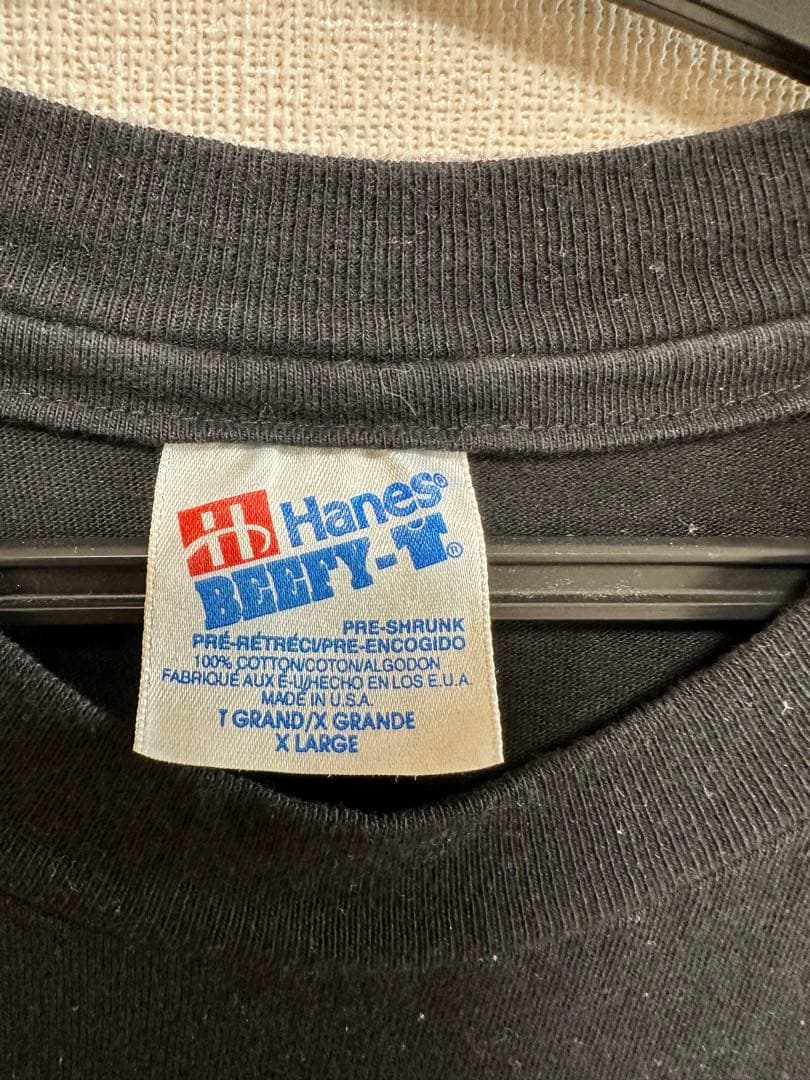 Hanes®
BEEFY-T®
PRE-SHRUNK
PRÉ-RÉTRÉCI/PRE-ENCOGIDO
100% COTTON/COTON/ALGODON
FABRIQUÉ AUX É-U/HECHO EN LOS E.U.A.
MADE IN U.S.A.
T GRAND/X GRANDE
X LARGE